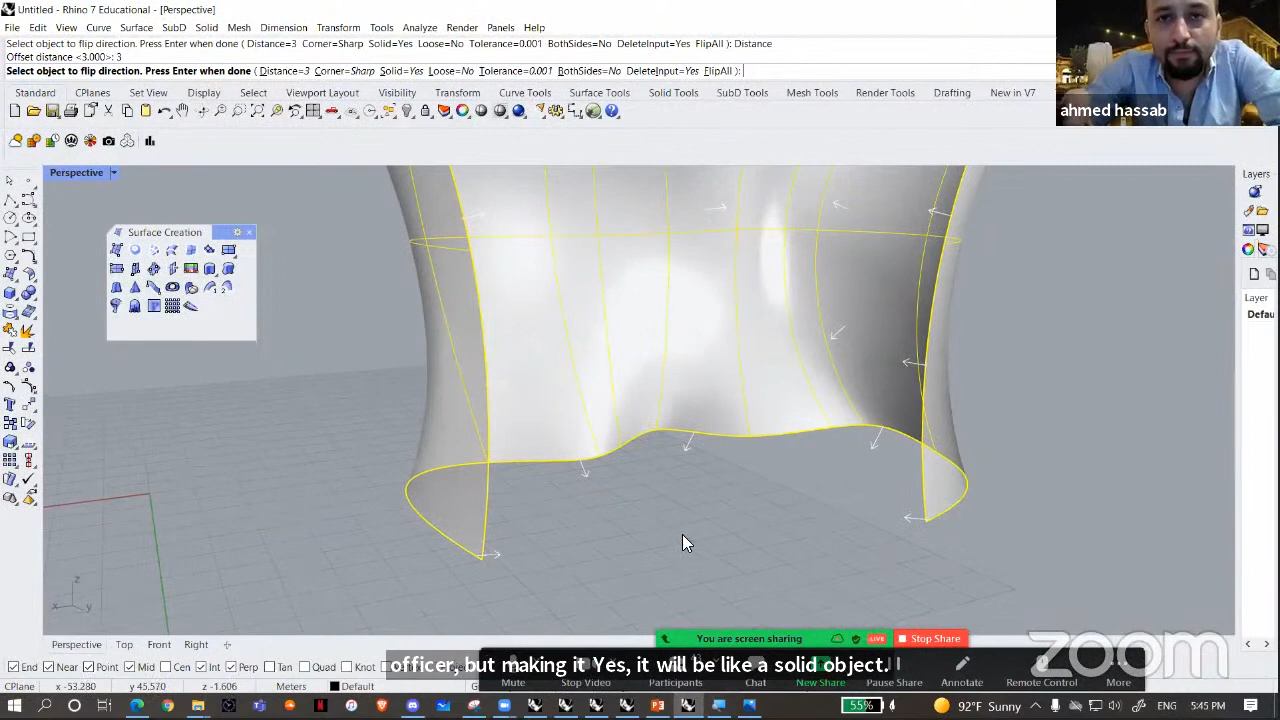 Untitled - Rhino 7 Educational - [Perspective]
File Edit View Curve Surface SubD Solid Mesh Dimension Transform Tools Analyze Render Panels Help
Select object to flip direction. Press Enter when done ( Distance=3 Corner=Sharp Solid=Yes Loose=No Tolerance=0.001 BothSides=No DeleteInput=Yes FlipAll ): Distance
Offset distance <3.000>: 3
Select object to flip direction. Press Enter when done ( Distance=3 Corner=Sharp Solid=Yes Loose=No Tolerance=0.001 BothSides=No DeleteInput=Yes FlipAll ):
Standard CPlanes Set View Display Select Viewport Layout Visibility Transform Curve Tools Surface Tools Solid Tools SubD Tools Mesh Tools Render Tools Drafting New in V7
ahmed hassab
Perspective
Layers
Surface Creation
Layer
Defau
z
x y
You are screen sharing LIVE Stop Share
Perspective Top Front Right
officer, but making it Yes, it will be like a solid object.
zoom
End Near Point Mid Cen Int Perp Tan Quad Knot
Mute Stop Video Participants Chat New Share Pause Share Annotate Remote Control More
CPlane x -53.280 y 43.570 z -1.606 Meters Default
55% 92°F Sunny 5:45 PM